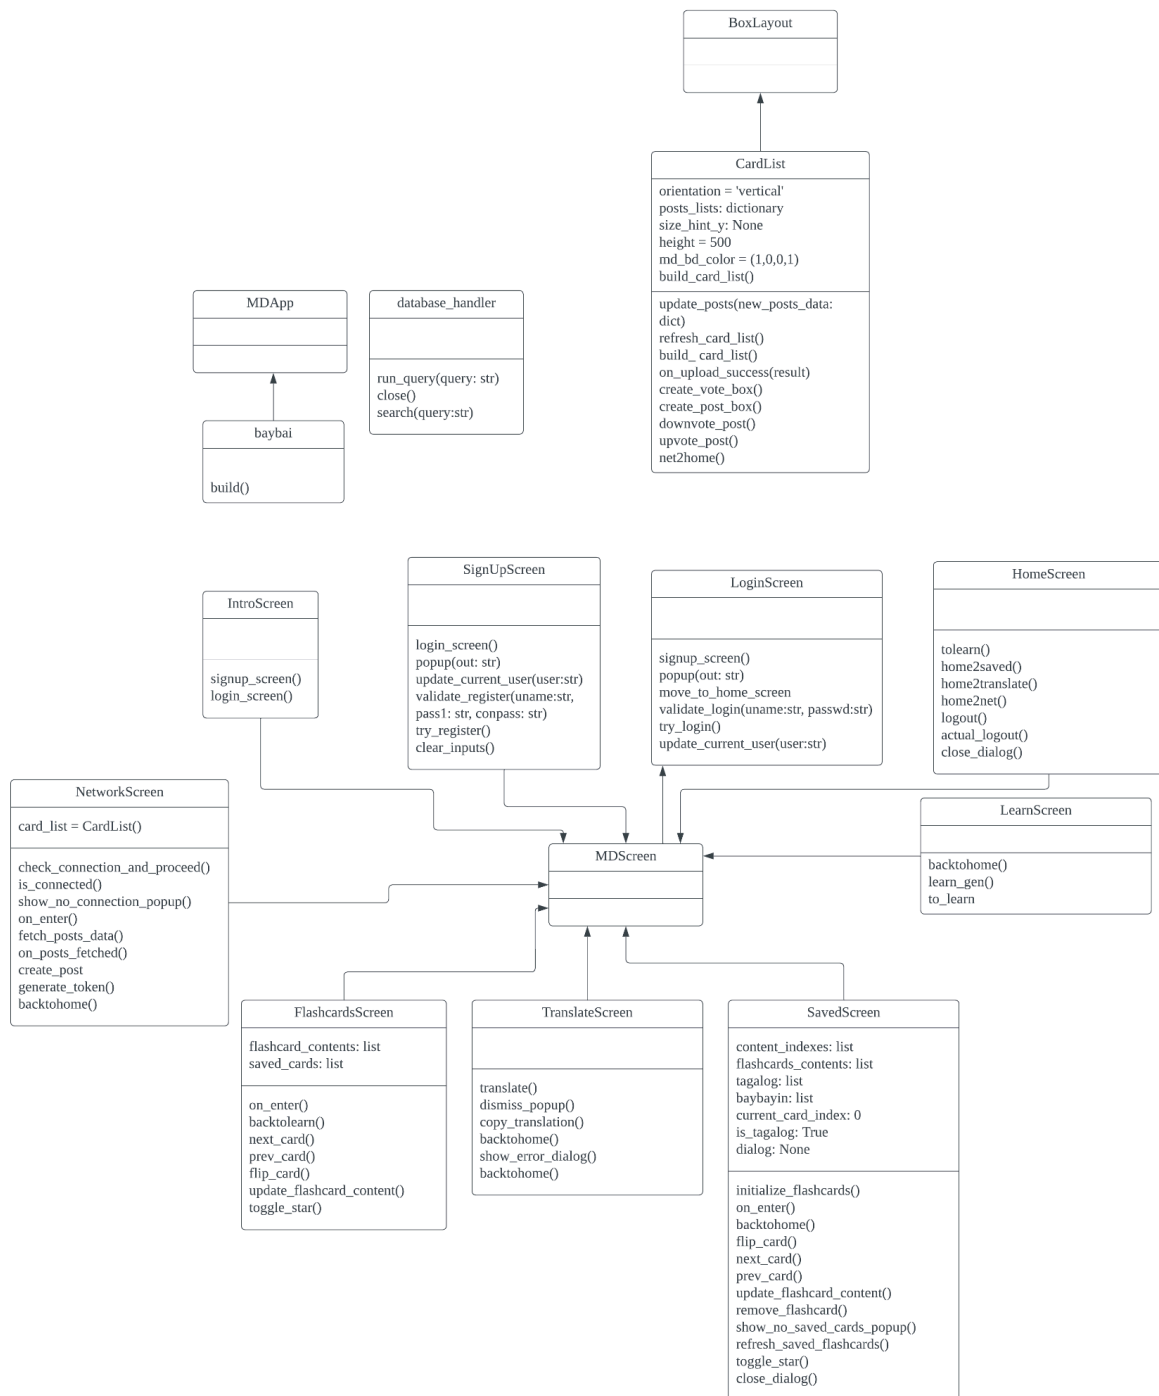 BoxLayout
CardList
orientation = 'vertical'
posts_lists: dictionary
size_hint_y: None
height = 500
md_bd_color = (1,0,0,1)
build_card_list()
update_posts(new_posts_data:
dict)
refresh_card_list()
build_ card_list()
on_upload_success(result)
create_vote_box()
create_post_box()
downvote_post()
upvote_post()
net2home()
MDApp
database_handler
run_query(query: str)
close()
search(query:str)
baybai
build()
IntroScreen
signup_screen()
login_screen()
SignUpScreen
login_screen()
popup(out: str)
update_current_user(user:str)
validate_register(uname:str,
pass1: str, conpass: str)
try_register()
clear_inputs()
LoginScreen
signup_screen()
popup(out: str)
move_to_home_screen
validate_login(uname:str, passwd:str)
try_login()
update_current_user(user:str)
HomeScreen
tolearn()
home2saved()
home2translate()
home2net()
logout()
actual_logout()
close_dialog()
NetworkScreen
card_list = CardList()
check_connection_and_proceed()
is_connected()
show_no_connection_popup()
on_enter()
fetch_posts_data()
on_posts_fetched()
create_post
generate_token()
backtohome()
MDScreen
LearnScreen
backtohome()
learn_gen()
to_learn
FlashcardsScreen
flashcard_contents: list
saved_cards: list
on_enter()
backtolearn()
next_card()
prev_card()
flip_card()
update_flashcard_content()
toggle_star()
TranslateScreen
translate()
dismiss_popup()
copy_translation()
backtohome()
show_error_dialog()
backtohome()
SavedScreen
content_indexes: list
flashcards_contents: list
tagalog: list
baybayin: list
current_card_index: 0
is_tagalog: True
dialog: None
initialize_flashcards()
on_enter()
backtohome()
flip_card()
next_card()
prev_card()
update_flashcard_content()
remove_flashcard()
show_no_saved_cards_popup()
refresh_saved_flashcards()
toggle_star()
close_dialog()